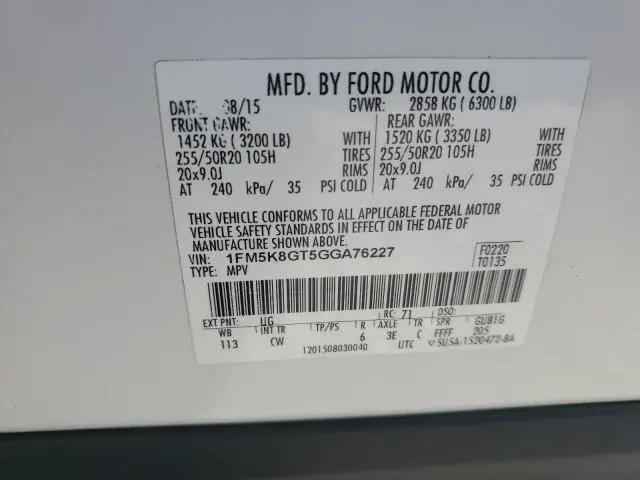 MFD. BY FORD MOTOR CO.
DATE: 08/15 GVWR: 2858 KG ( 6300 LB)
FRONT GAWR: REAR GAWR:
1452 KG ( 3200 LB) WITH 1520 KG ( 3350 LB) WITH
255/50R20 105H TIRES 255/50R20 105H TIRES
20x9.0J RIMS 20x9.0J RIMS
AT 240 kPa/ 35 PSI COLD AT 240 kPa/ 35 PSI COLD
THIS VEHICLE CONFORMS TO ALL APPLICABLE FEDERAL MOTOR
VEHICLE SAFETY STANDARDS IN EFFECT ON THE DATE OF
MANUFACTURE SHOWN ABOVE.
VIN: 1FM5K8GT5GGA76227 F0220
TYPE: MPV T0135
EXT PNT: UG RC: 71 DSO:
WB INT TR TP/PS R AXLE TR SPR GUB1G
113 CW 6 3E C FFFF 205
1201508030040 UTC 5U5A-1520472-BA